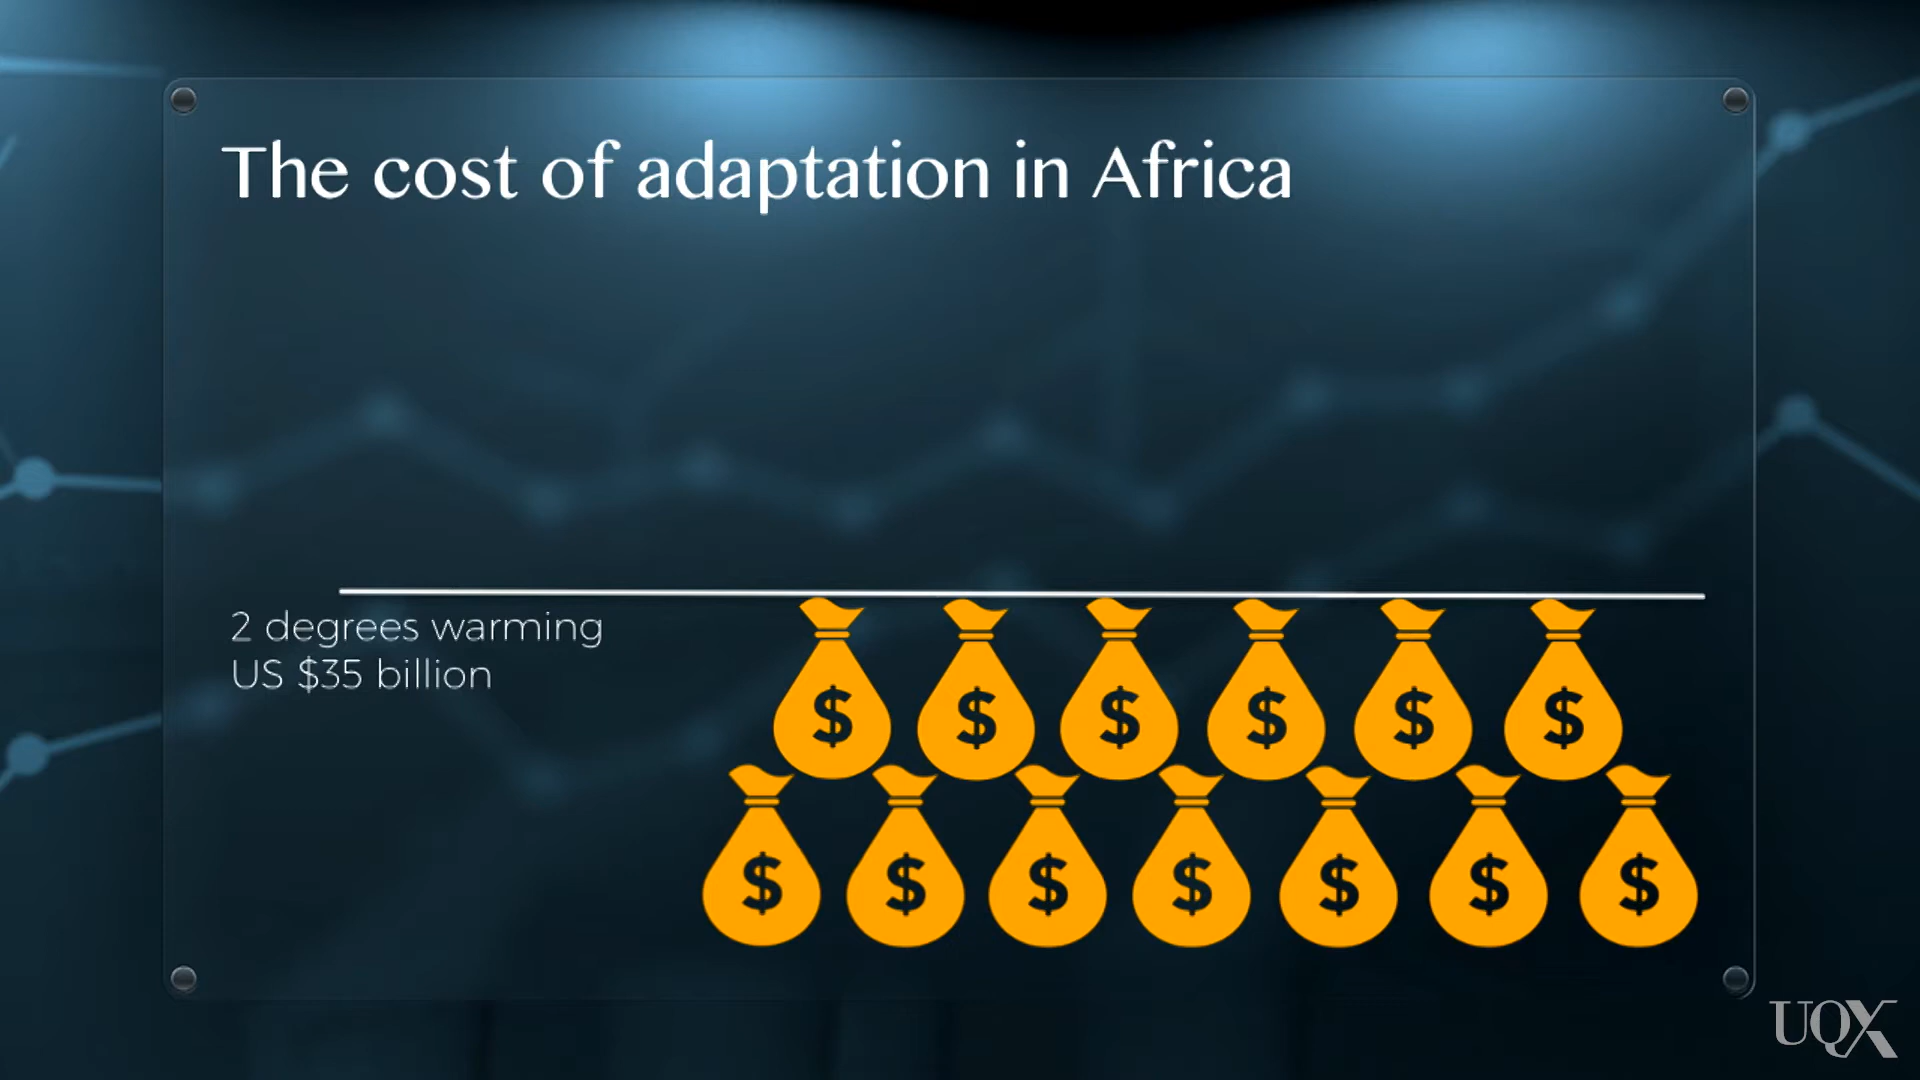 The cost of adaptation in Africa
2 degrees warming
US $35 billion
$ $ $ $ $ $
$ $ $ $ $ $ $
UQX